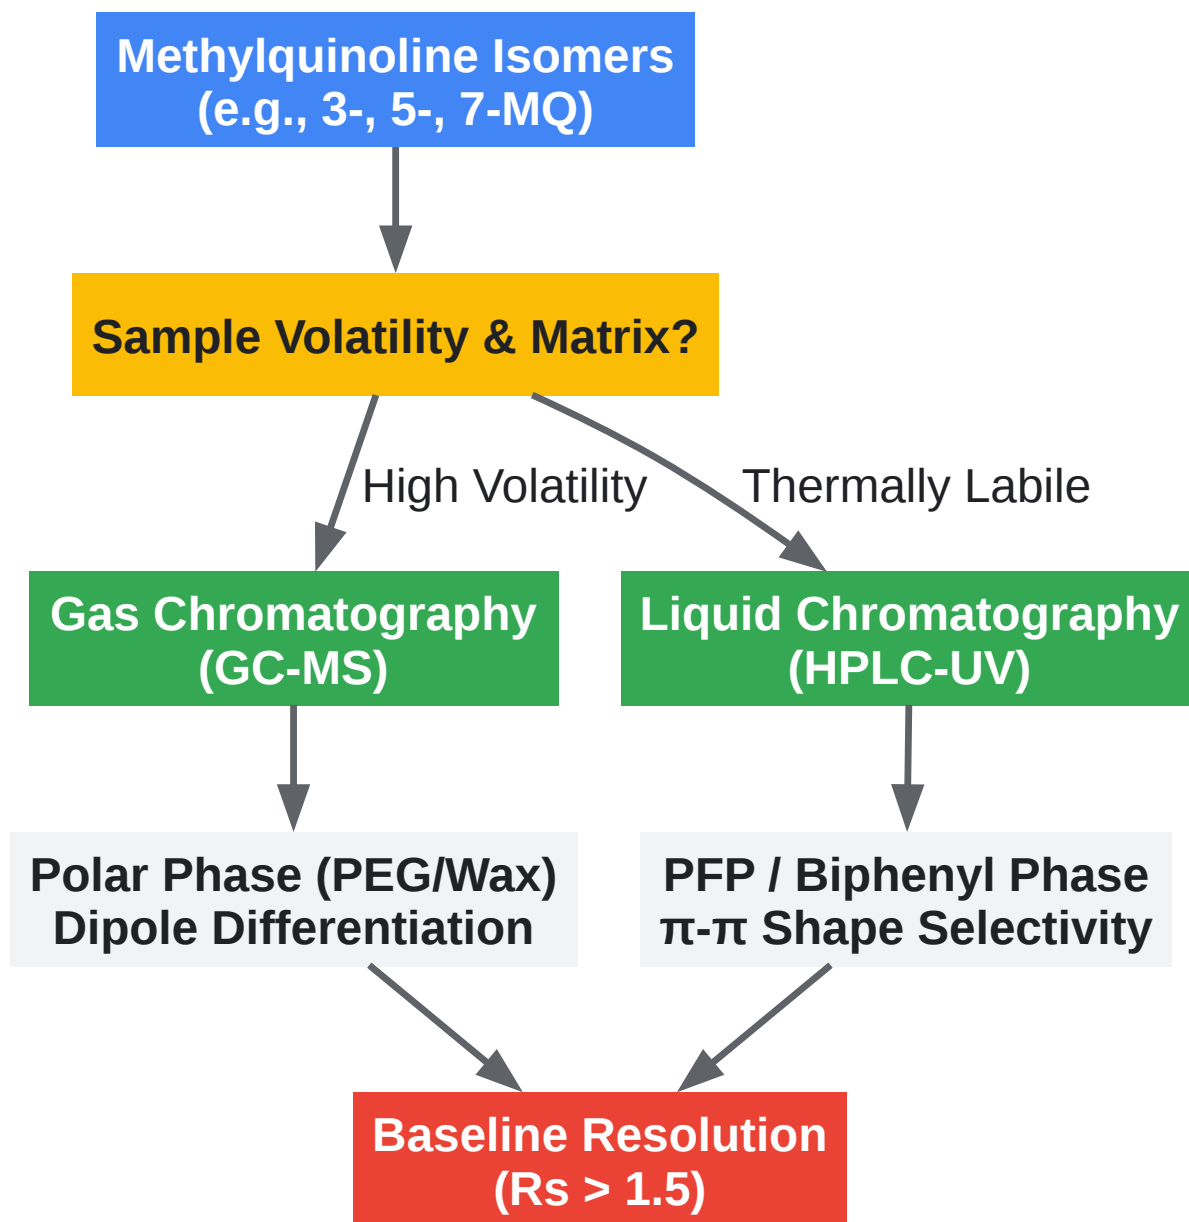 Methylquinoline Isomers
(e.g., 3-, 5-, 7-MQ)
Sample Volatility & Matrix?
High Volatility
Thermally Labile
Gas Chromatography
(GC-MS)
Liquid Chromatography
(HPLC-UV)
Polar Phase (PEG/Wax)
Dipole Differentiation
PFP / Biphenyl Phase
π-π Shape Selectivity
Baseline Resolution
(Rs > 1.5)